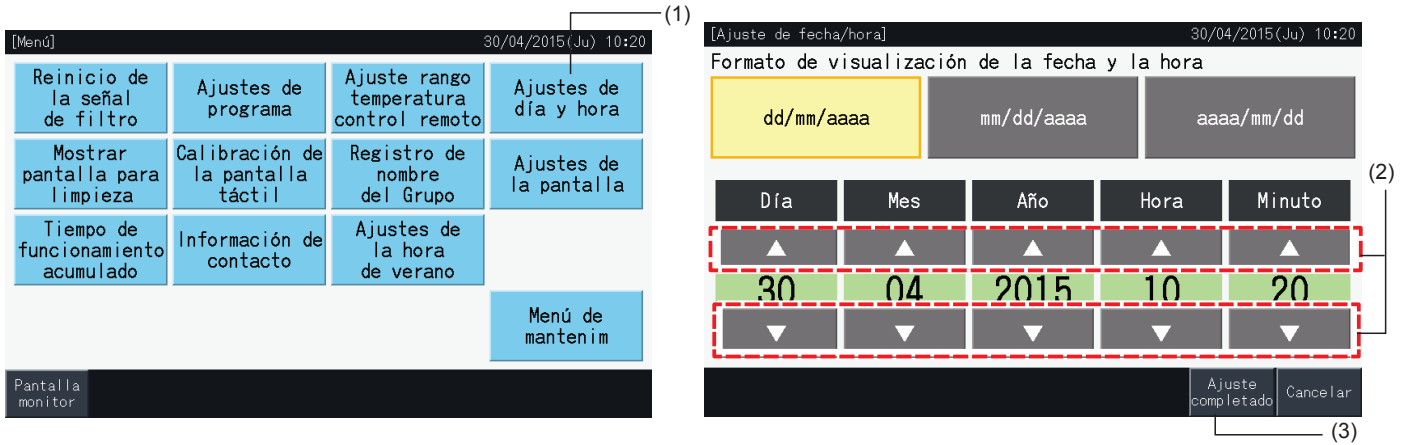 (1)
[Menú] 30/04/2015(Ju) 10:20
Reinicio de
la señal
de filtro
Ajustes de
programa
Ajuste rango
temperatura
control remoto
Ajustes de
día y hora
Mostrar
pantalla para
limpieza
Calibración de
la pantalla
táctil
Registro de
nombre
del Grupo
Ajustes de
la pantalla
Tiempo de
funcionamiento
acumulado
Información de
contacto
Ajustes de
la hora
de verano
Menú de
mantenim
Pantalla
monitor
[Ajuste de fecha/hora] 30/04/2015(Ju) 10:20
Formato de visualización de la fecha y la hora
dd/mm/aaaa mm/dd/aaaa aaaa/mm/dd
(2)
Día Mes Año Hora Minuto
30 04 2015 10 20
Ajuste
completado
Cancelar
(3)